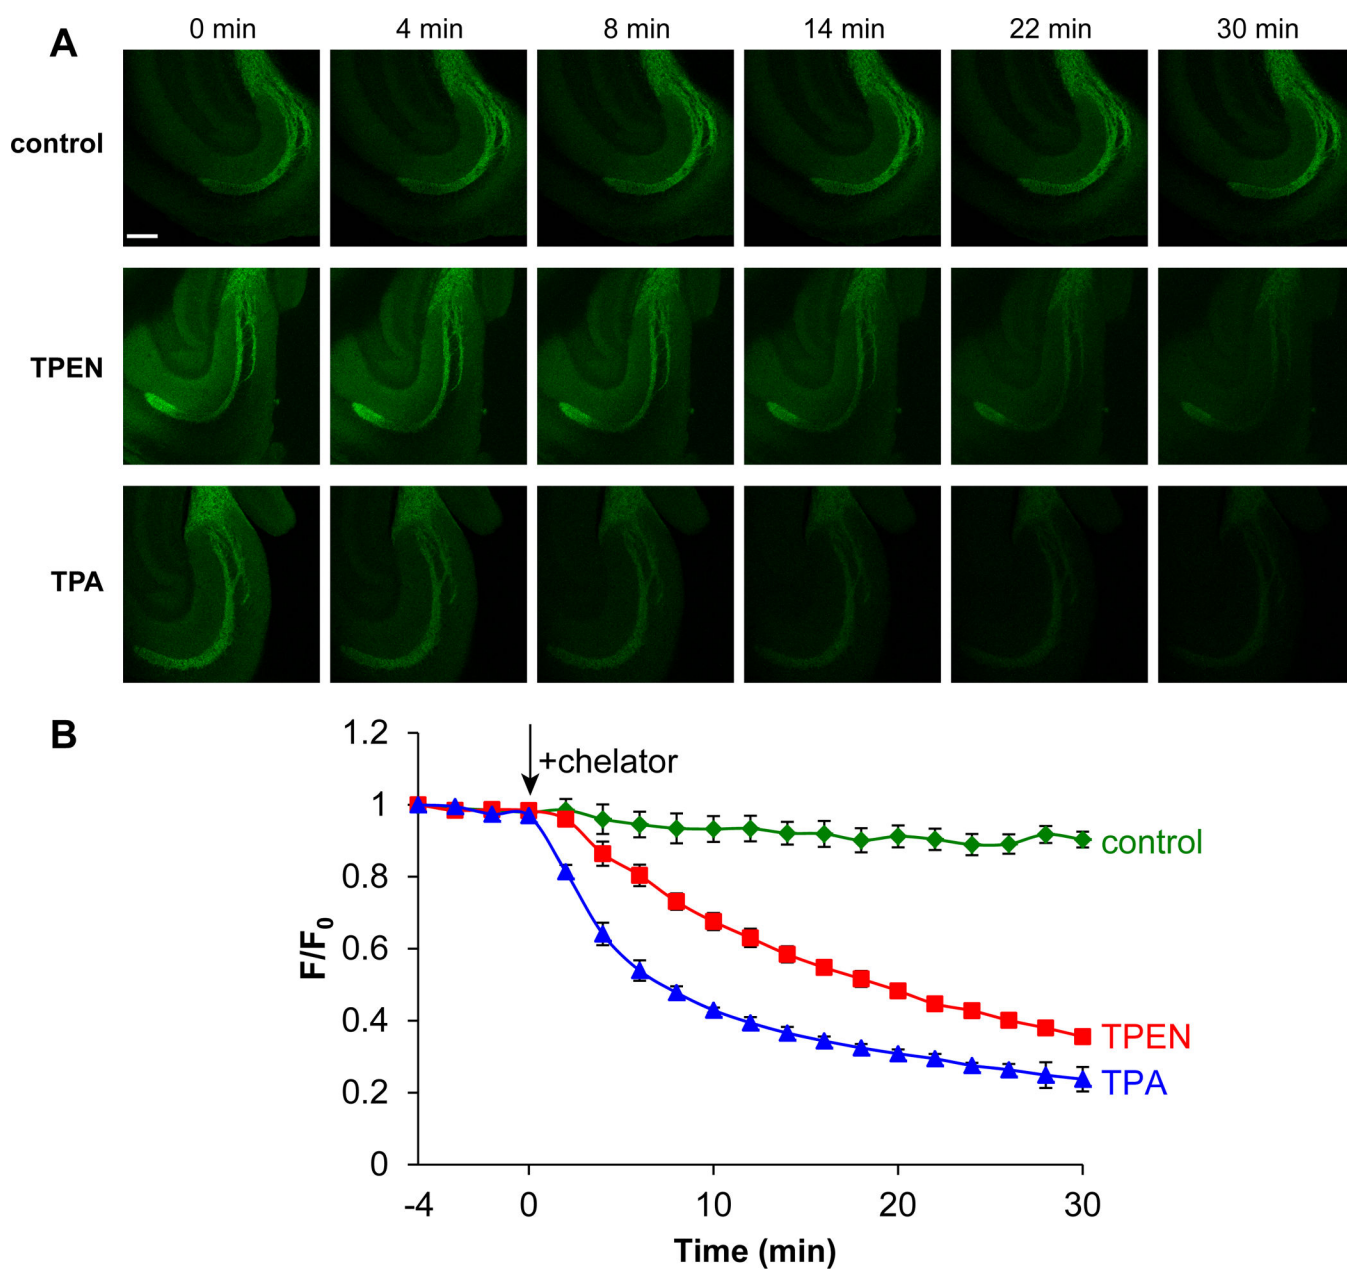 A
0 min
4 min
8 min
14 min
22 min
30 min
control
TPEN
TPA
B
1.2
1
0.8
0.6
0.4
0.2
0
F/F0
+chelator
control
TPEN
TPA
-4
0
10
20
30
Time (min)